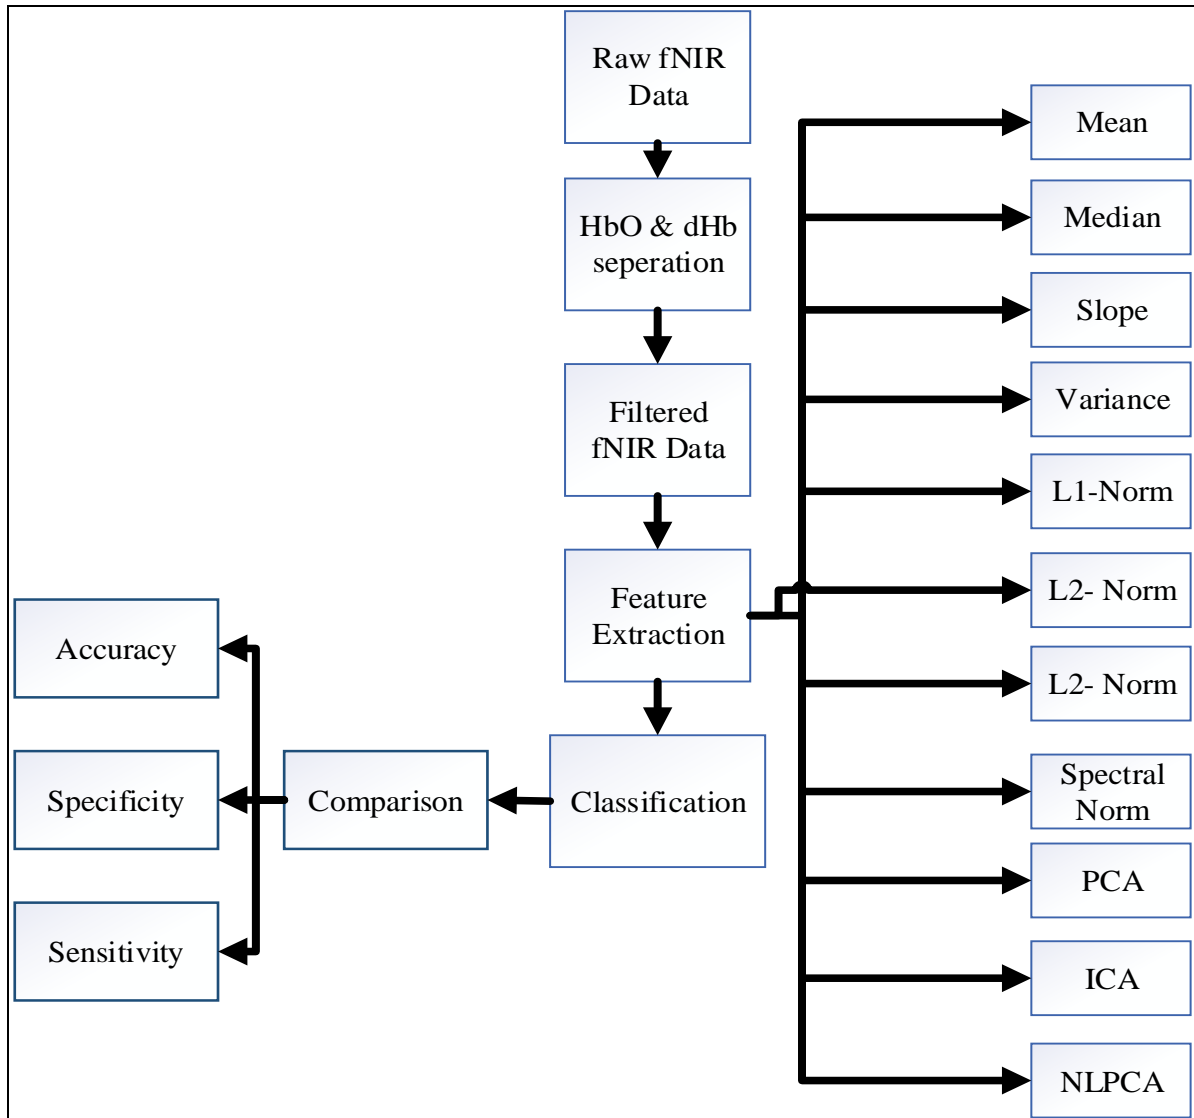 Raw fNIR
Data
HbO & dHb
seperation
Filtered
fNIR Data
Feature
Extraction
Classification
Comparison
Accuracy
Specificity
Sensitivity
Mean
Median
Slope
Variance
L1-Norm
L2- Norm
L2- Norm
Spectral
Norm
PCA
ICA
NLPCA